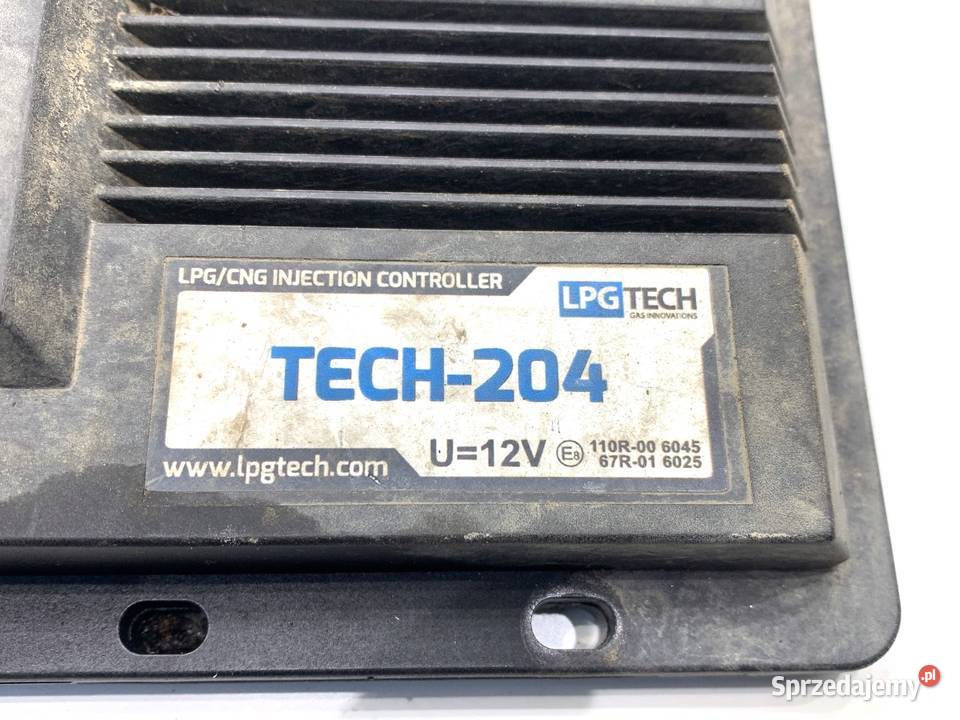 LPG/CNG INJECTION CONTROLLER
LPGTECH
GAS INNOVATIONS
TECH-204
U=12V E8 110R-00 6045
67R-01 6025
www.lpgtech.com
Sprzedajemy.pl